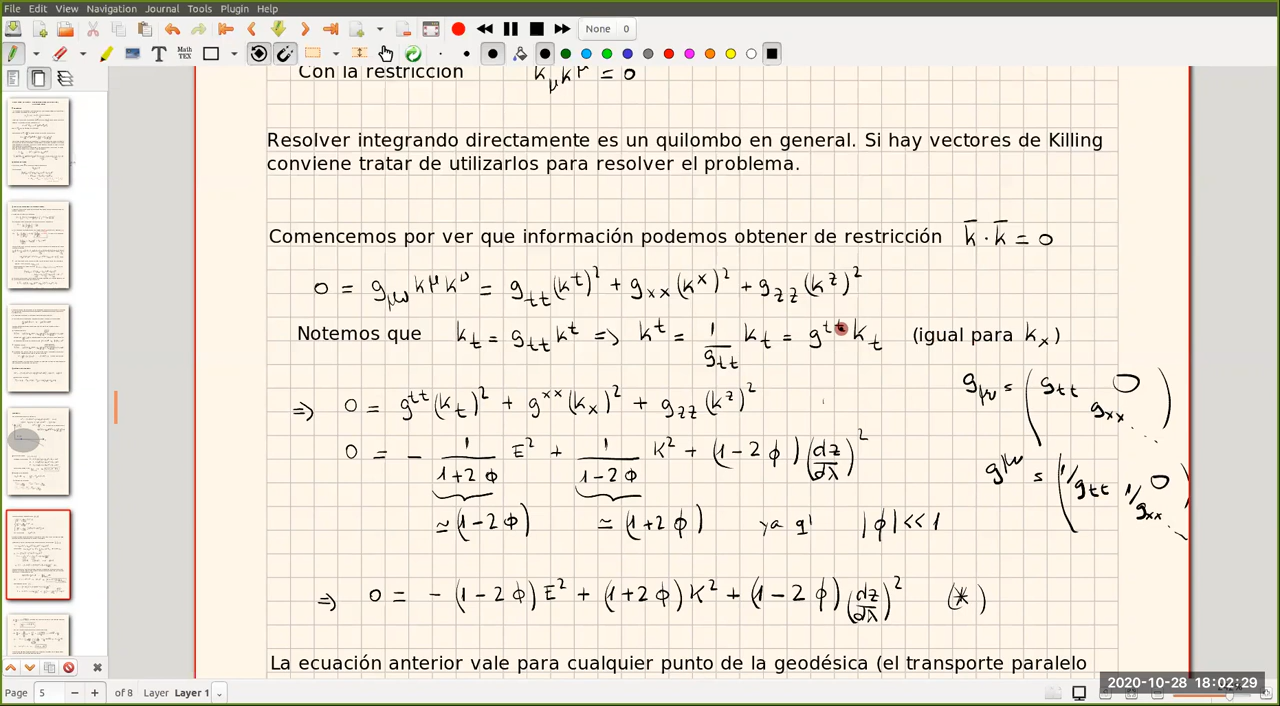 File Edit View Navigation Journal Tools Plugin Help
None 0
T Math TEX
Con la restricción k_μ k^μ = 0
Resolver integrando directamente es un quilombo en general. Si hay vectores de Killing
conviene tratar de utilizarlos para resolver el problema.
Comencemos por ver que información podemos obtener de restricción k̄ · k̄ = 0
0 = g_μν k^μ k^ν = g_tt (k^t)² + g_xx (k^x)² + g_zz (k^z)²
Notemos que k_t = g_tt k^t => k^t = 1/g_tt k_t = g^tt k_t (igual para k_x)
=> 0 = g^tt (k_t)² + g^xx (k_x)² + g_zz (k^z)²
g_μν = ( g_tt 0 g_xx ... )
0 = - 1/(1+2φ) E² + 1/(1-2φ) K² + (1-2φ) (dz/dλ)²
g^μν = ( 1/g_tt 0 1/g_xx ... )
≃ (1-2φ) ≃ (1+2φ) ya q' |φ| << 1
=> 0 = -(1-2φ) E² + (1+2φ) K² + (1-2φ) (dz/dλ)² (*)
La ecuación anterior vale para cualquier punto de la geodésica (el transporte paralelo
2020-10-28 18:02:29
Page 5 of 8 Layer Layer 1